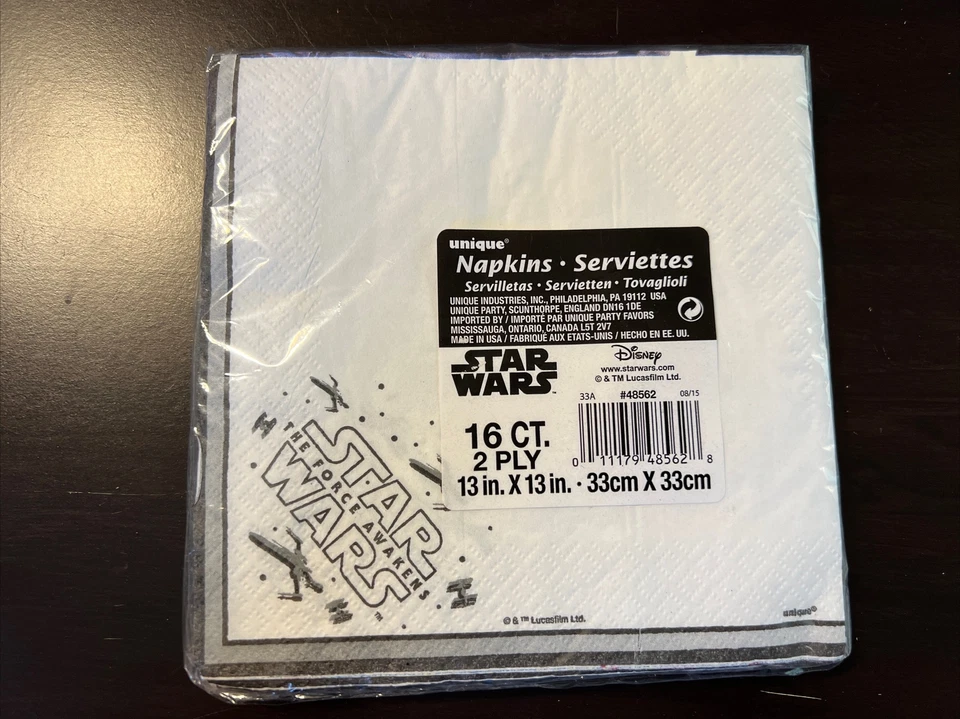 unique®
Napkins • Serviettes
Servilletas • Servietten • Tovaglioli
UNIQUE INDUSTRIES, INC., PHILADELPHIA, PA 19112 USA
UNIQUE PARTY, SCUNTHORPE, ENGLAND DN16 1DE
IMPORTED BY / IMPORTÉ PAR UNIQUE PARTY FAVORS
MISSISSAUGA, ONTARIO, CANADA L5T 2V7
MADE IN USA / FABRIQUÉ AUX ETATS-UNIS / HECHO EN EE. UU.
STAR
WARS
Disney
www.starwars.com
© & TM Lucasfilm Ltd.
33A #48562 08/15
16 CT.
2 PLY
0 11179 48562 8
13 in. X 13 in. • 33cm X 33cm
STAR
THE FORCE AWAKENS
WARS
™
© & ™ Lucasfilm Ltd.
unique®